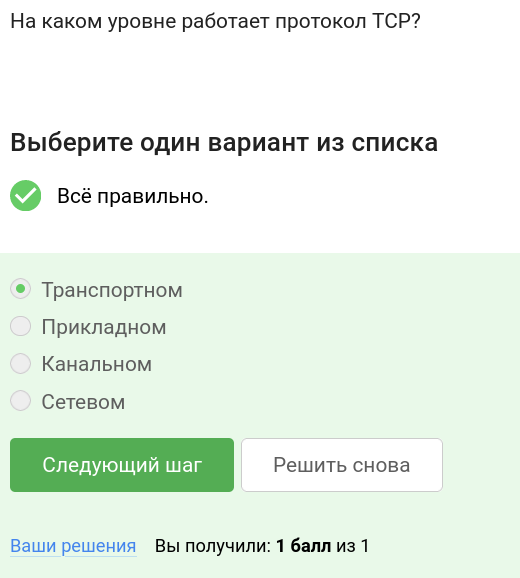 На каком уровне работает протокол TCP?
Выберите один вариант из списка
Всё правильно.
Транспортном
Прикладном
Канальном
Сетевом
Следующий шаг
Решить снова
Ваши решения
Вы получили: 1 балл из 1